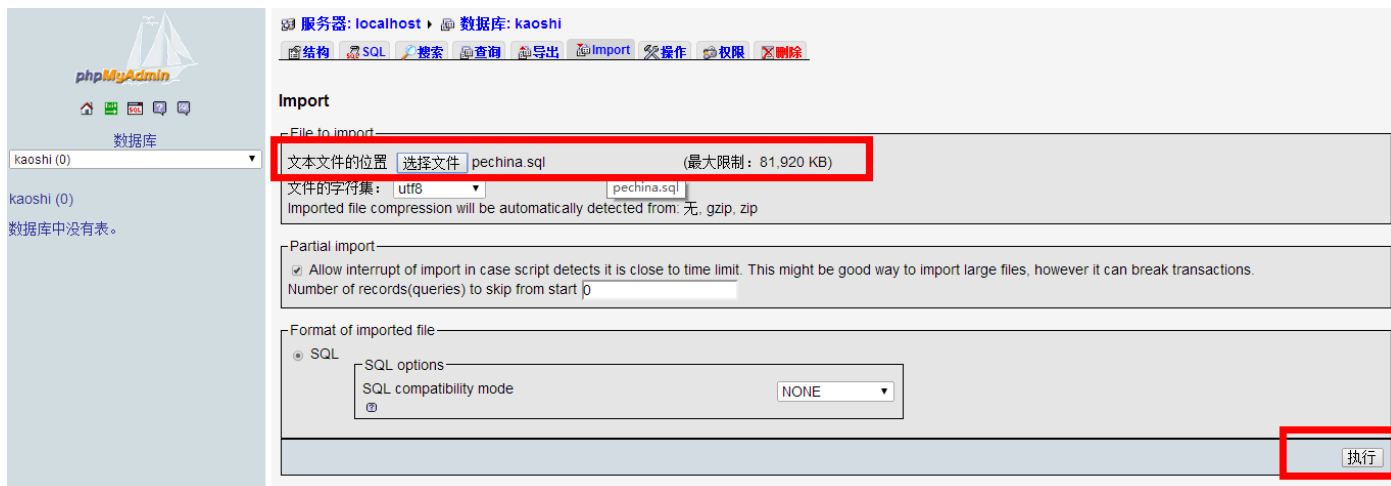 服务器: localhost ▸ 数据库: kaoshi
结构 SQL 搜索 查询 导出 Import 操作 权限 删除
phpMyAdmin
SQL
数据库
kaoshi (0)
kaoshi (0)
数据库中没有表。
Import
File to import
文本文件的位置 选择文件 pechina.sql (最大限制：81,920 KB)
文件的字符集： utf8
pechina.sql
Imported file compression will be automatically detected from: 无, gzip, zip
Partial import
Allow interrupt of import in case script detects it is close to time limit. This might be good way to import large files, however it can break transactions.
Number of records(queries) to skip from start 0
Format of imported file
SQL
SQL options
SQL compatibility mode NONE
执行